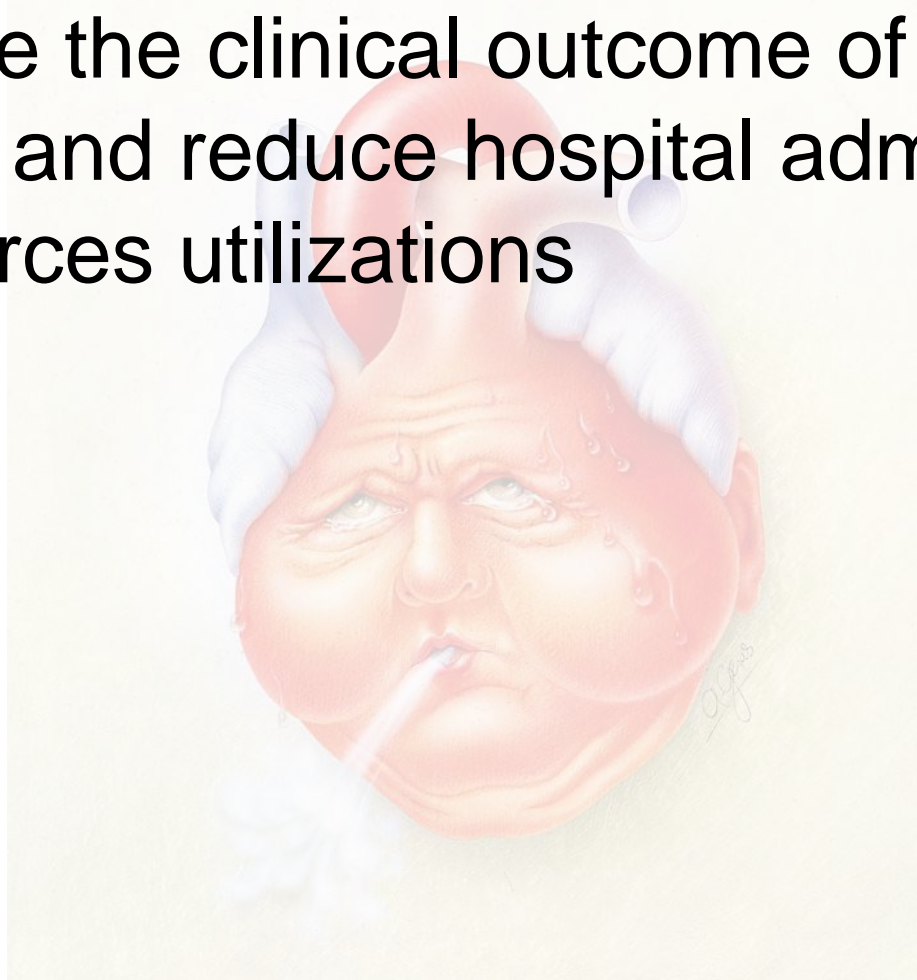 e the clinical outcome of
and reduce hospital adm
rces utilizations